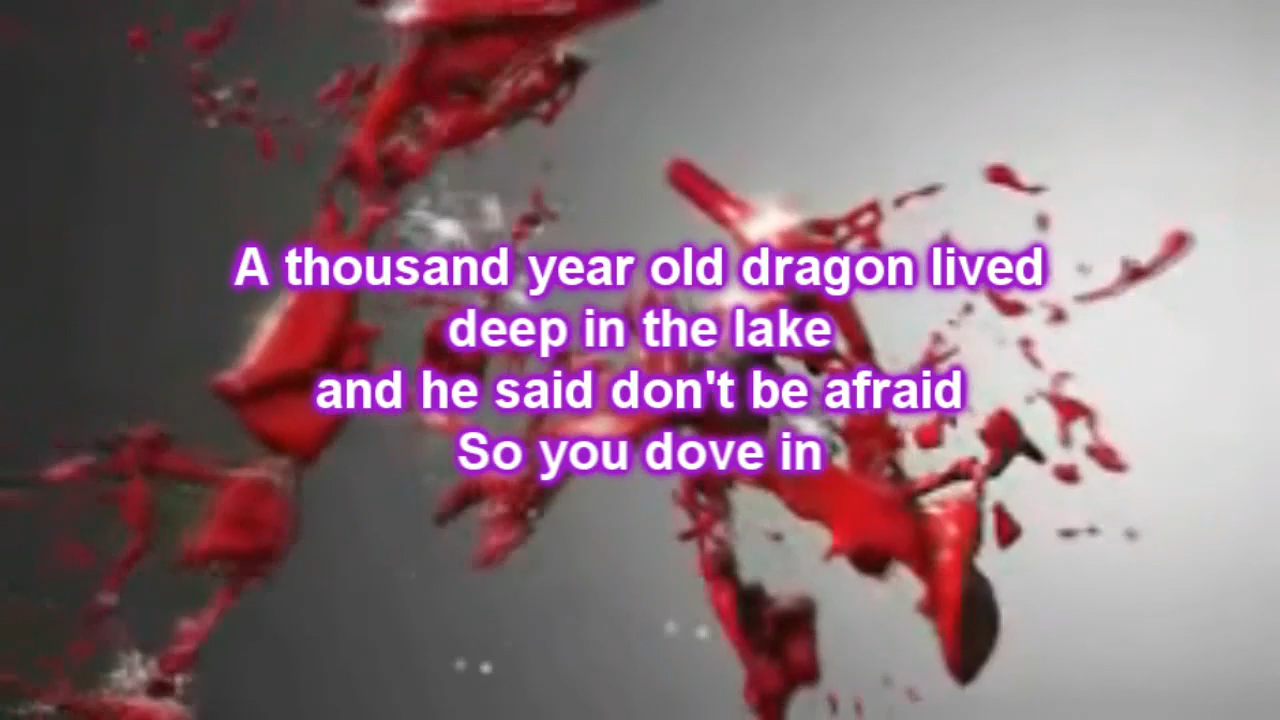 A thousand year old dragon lived
deep in the lake
and he said don't be afraid
So you dove in